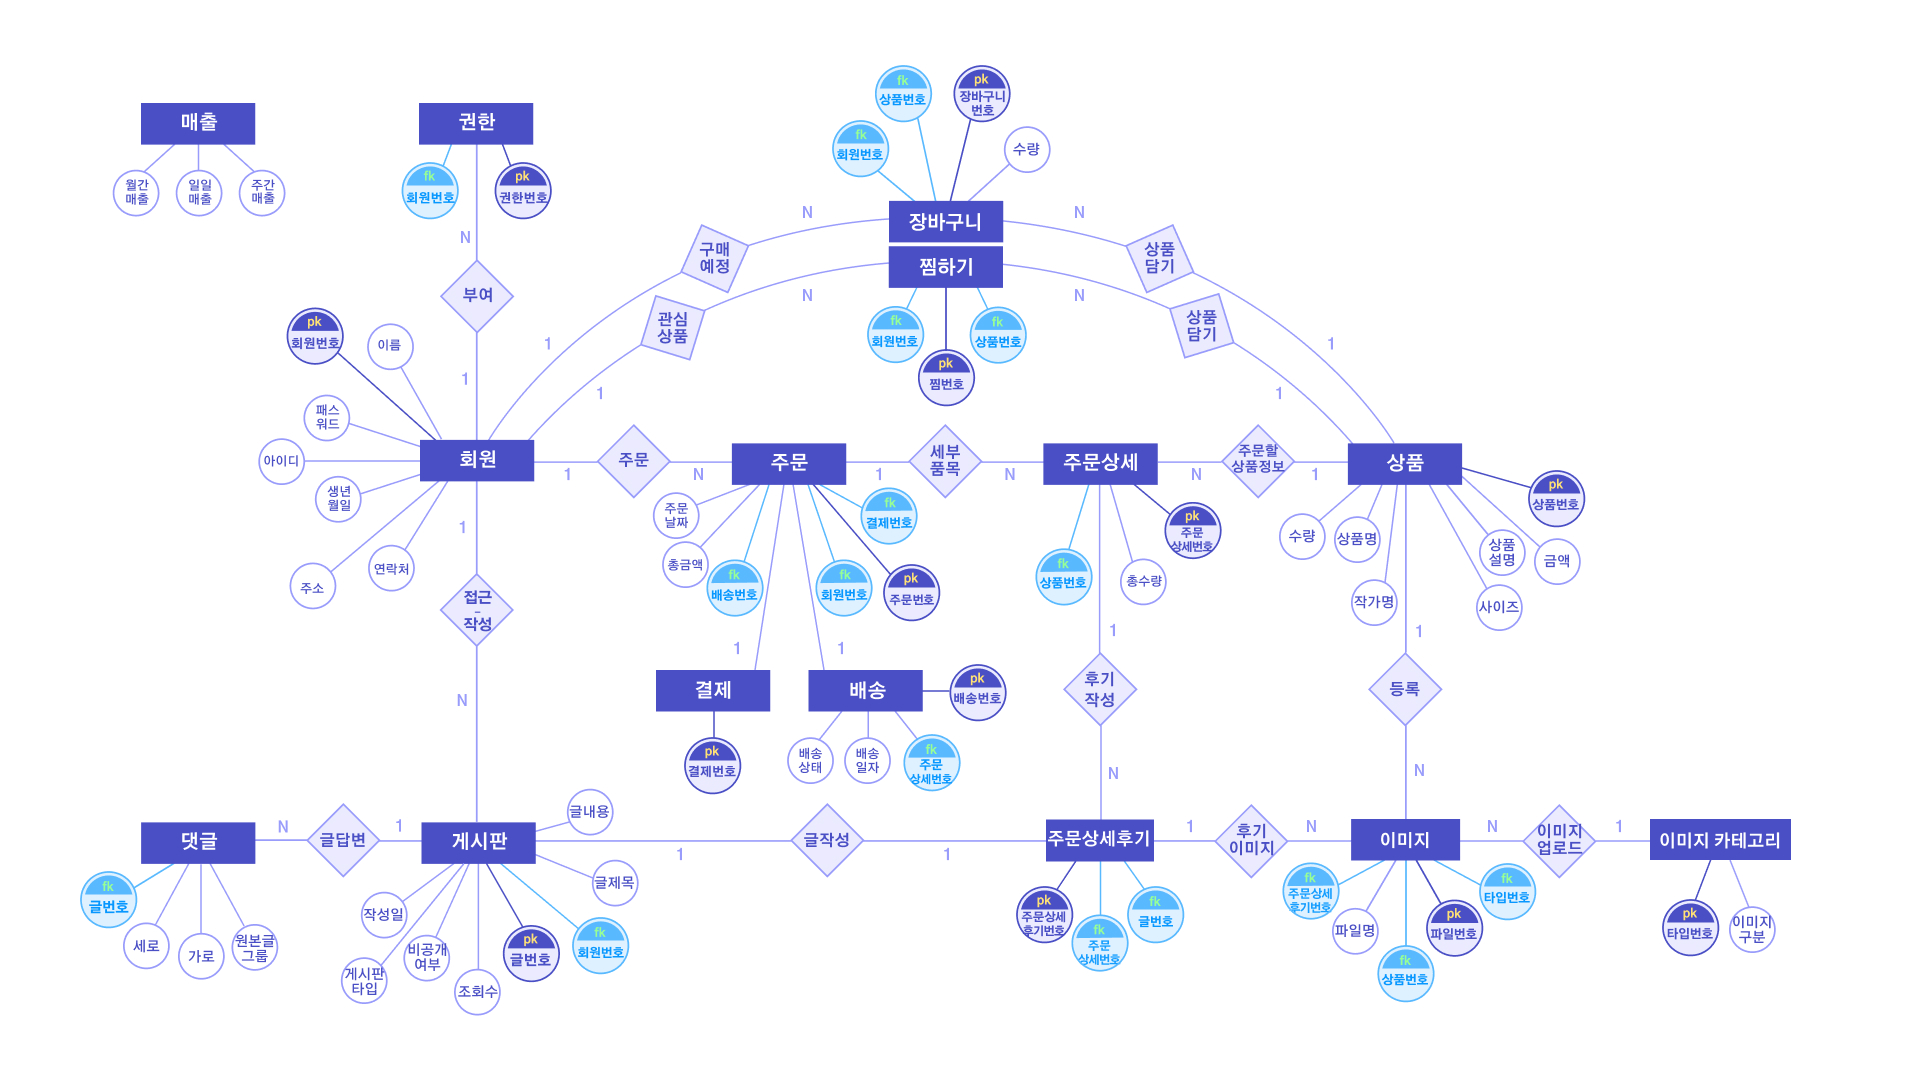 fk
상품번호
pk
장바구니
번호
fk
회원번호
수량
매출
권한
월간
매출
일일
매출
주간
매출
fk
회원번호
pk
권한번호
장바구니
찜하기
N
N
N
N
N
구매
예정
상품
담기
부여
관심
상품
상품
담기
fk
회원번호
pk
찜번호
fk
상품번호
pk
회원번호
이름
1
1
1
1
1
패스
워드
아이디
생년
월일
주소
연락처
회원
1
주문
N
주문
1
세부
품목
N
주문상세
N
주문할
상품정보
1
상품
pk
상품번호
주문
날짜
총금액
fk
배송번호
fk
회원번호
pk
주문번호
fk
결제번호
fk
상품번호
총수량
pk
주문
상세번호
수량
상품명
작가명
상품
설명
금액
사이즈
1
접근
-
작성
N
1
1
1
1
결제
배송
pk
배송번호
후기
작성
등록
pk
결제번호
배송
상태
배송
일자
fk
주문
상세번호
N
N
댓글
N
글답변
1
게시판
글내용
글제목
1
글작성
1
주문상세후기
1
후기
이미지
N
이미지
N
이미지
업로드
1
이미지 카테고리
fk
글번호
세로
가로
원본글
그룹
작성일
게시판
타입
비공개
여부
조회수
pk
글번호
fk
회원번호
pk
주문상세
후기번호
fk
주문
상세번호
fk
글번호
fk
주문상세
후기번호
파일명
fk
상품번호
pk
파일번호
fk
타입번호
pk
타입번호
이미지
구분